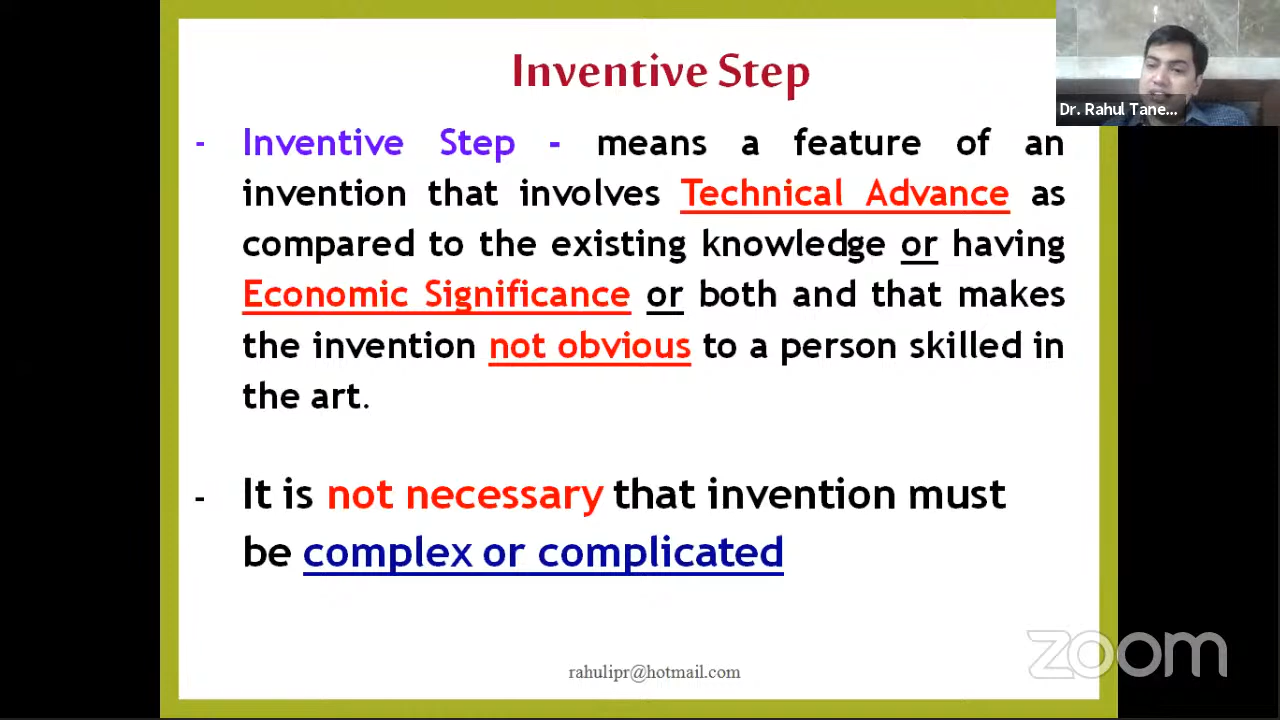 Inventive Step
Dr. Rahul Tane...
- Inventive Step - means a feature of an
invention that involves Technical Advance as
compared to the existing knowledge or having
Economic Significance or both and that makes
the invention not obvious to a person skilled in
the art.
- It is not necessary that invention must
be complex or complicated
zoom
rahulipr@hotmail.com